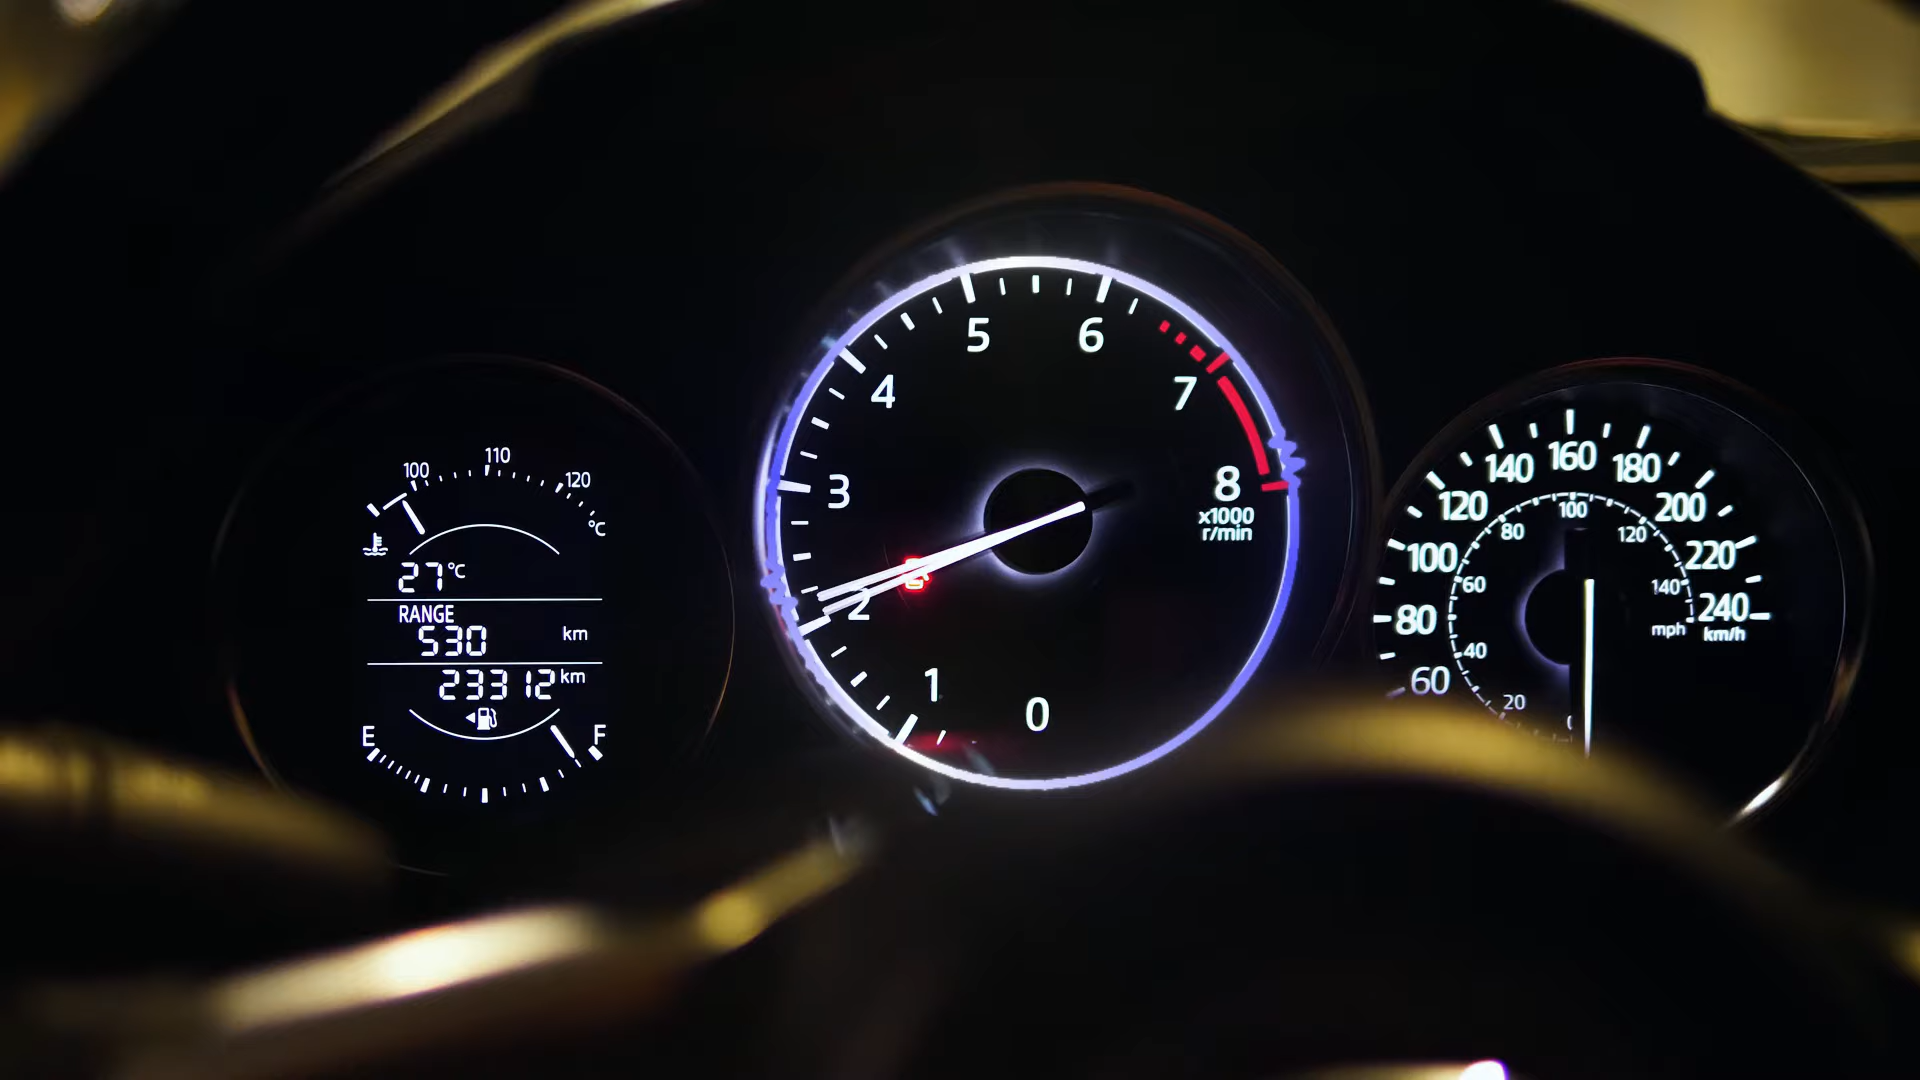 100 110 120
°C
27°C
RANGE
530 km
23312 km
E F
0 1 2 3 4 5 6 7 8
x1000
r/min
60 80 100 120 140 160 180 200 220 240
km/h
20 40 60 80 100 120 140
mph